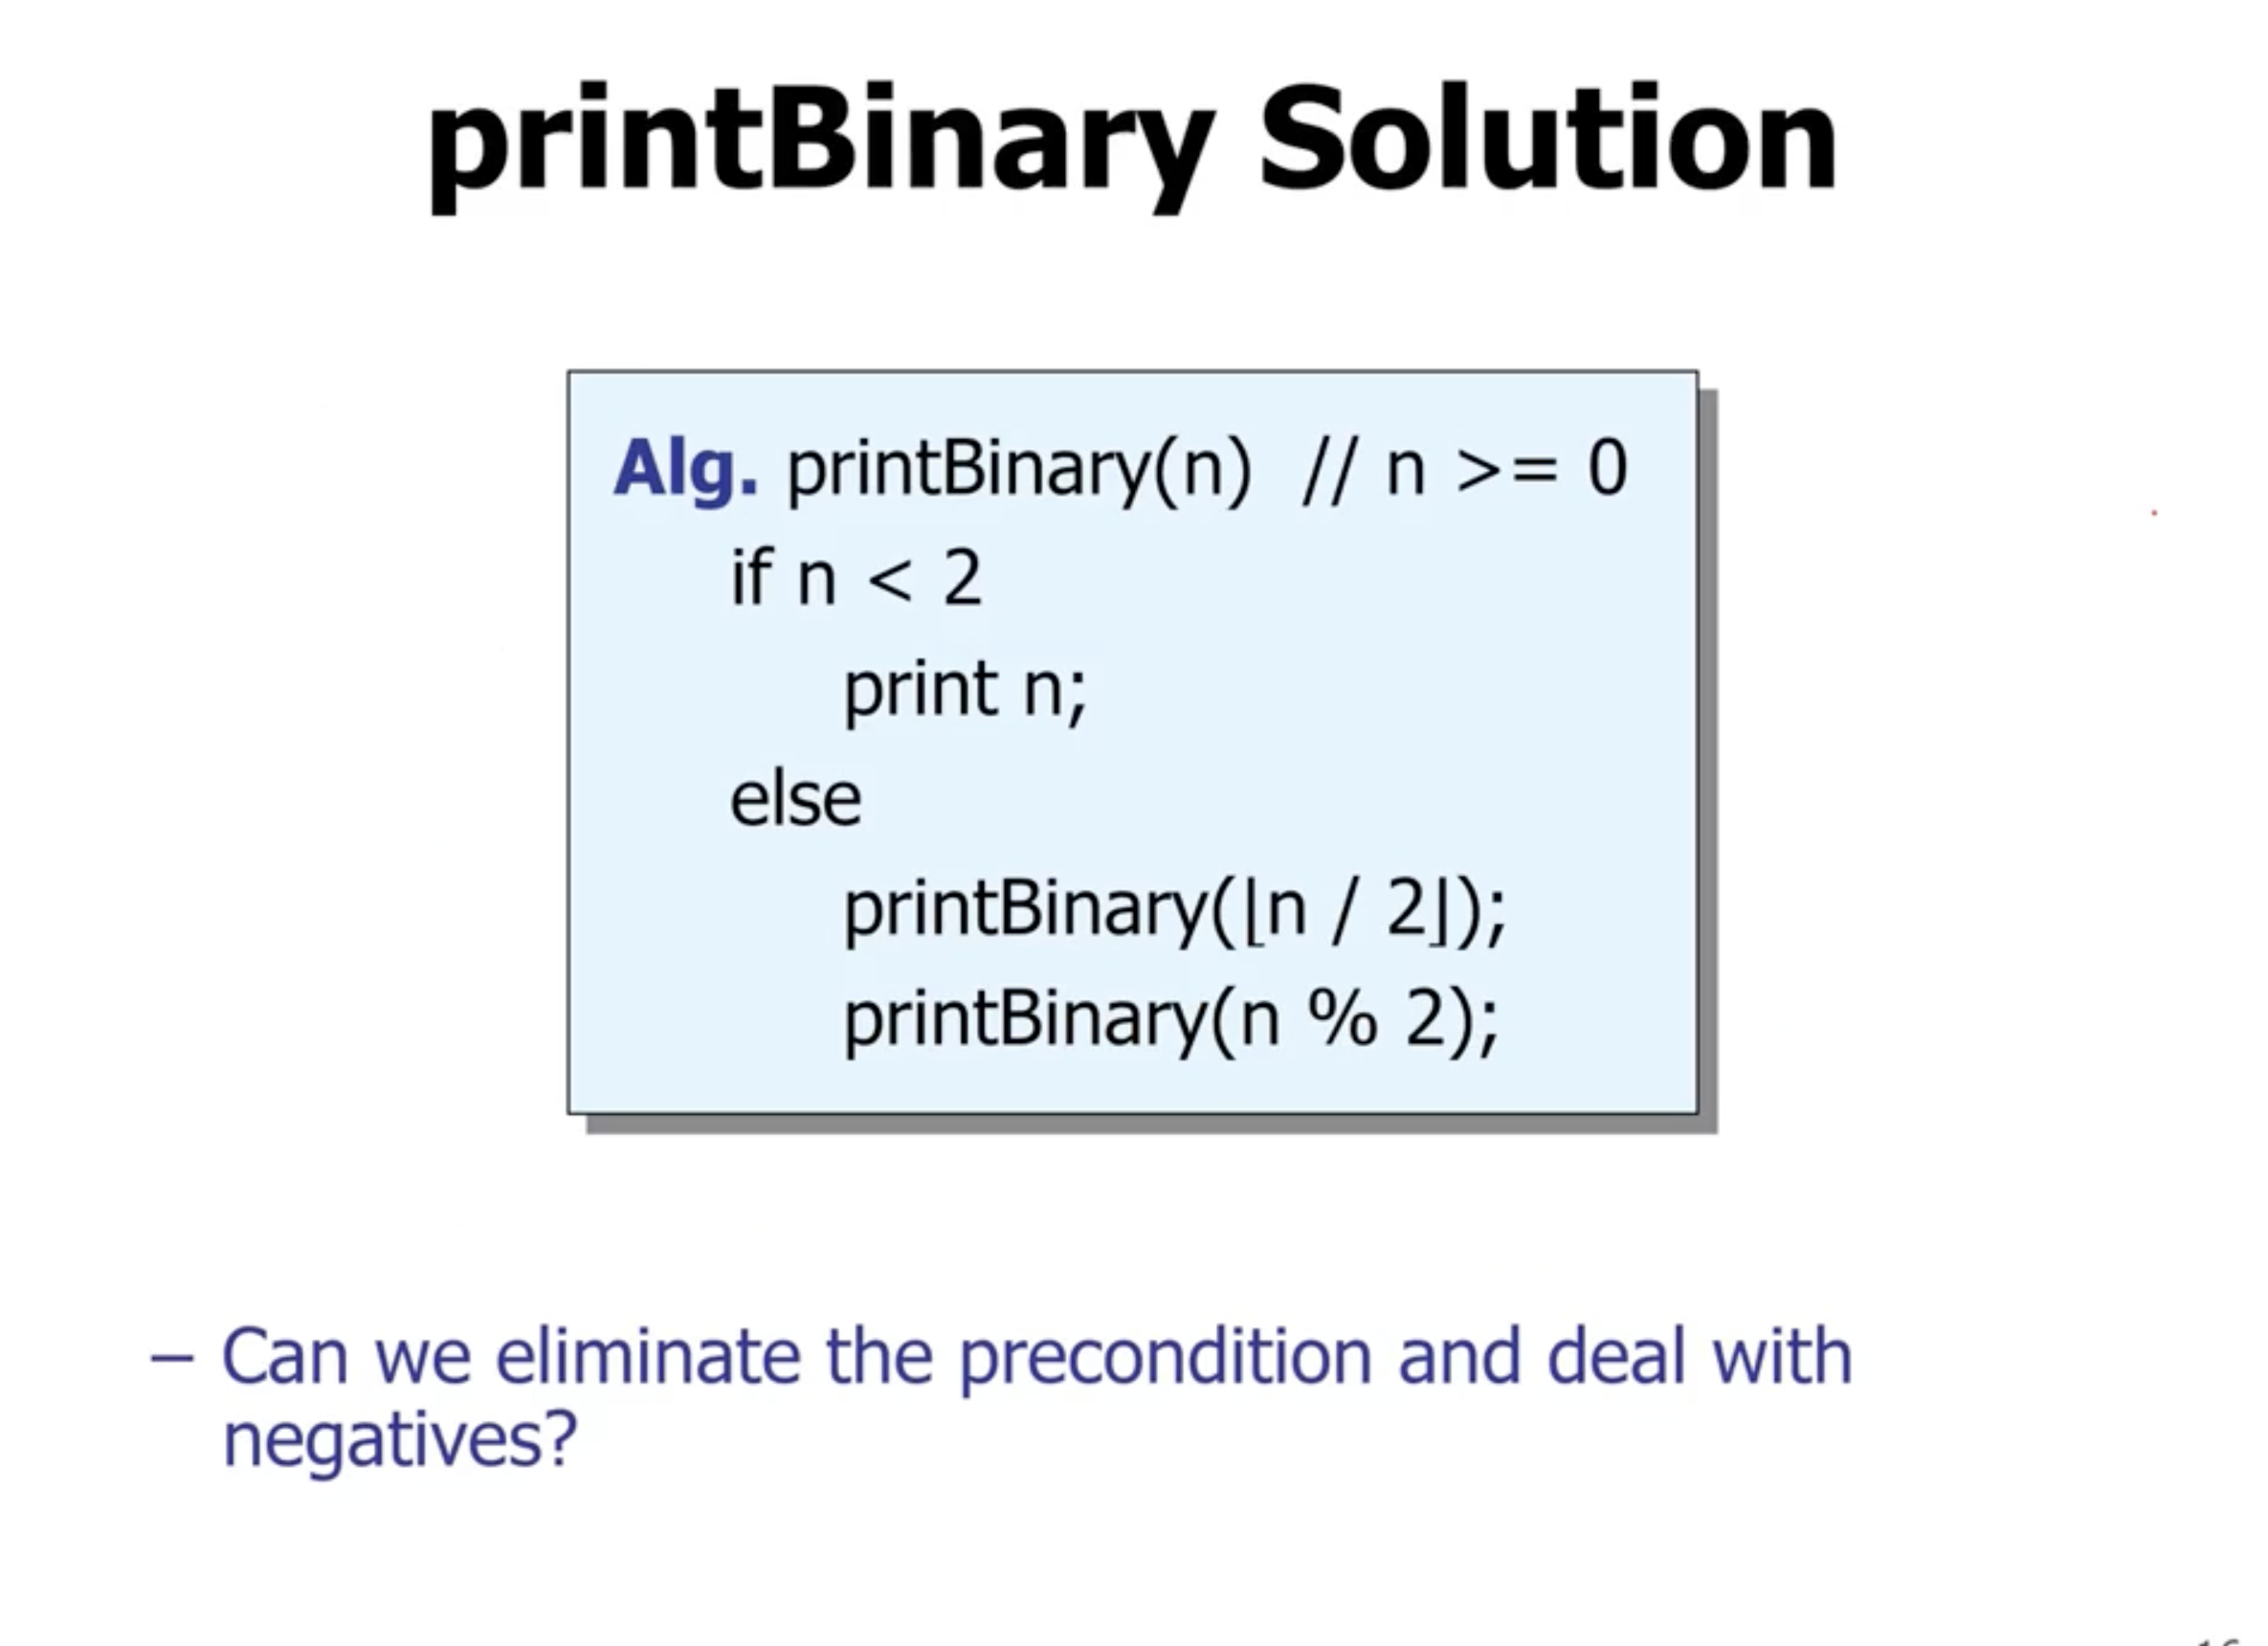 printBinary Solution
Alg. printBinary(n) // n >= 0
if n < 2
print n;
else
printBinary(⌊n / 2⌋);
printBinary(n % 2);
– Can we eliminate the precondition and deal with
negatives?